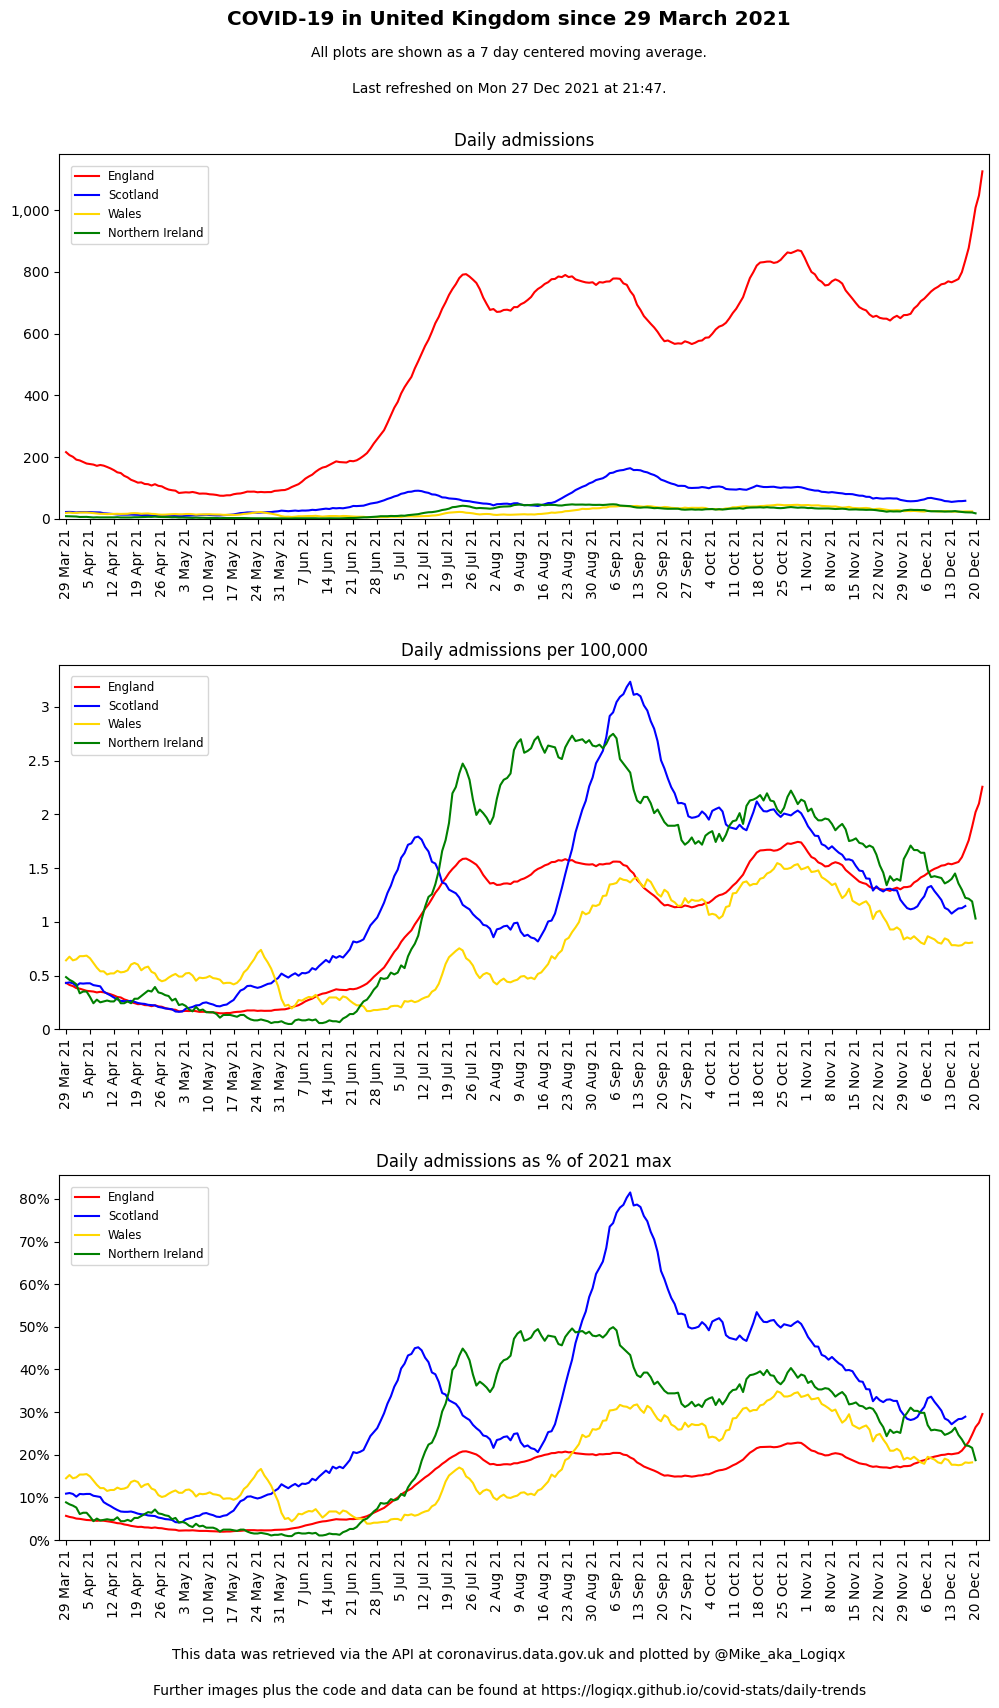 COVID-19 in United Kingdom since 29 March 2021
All plots are shown as a 7 day centered moving average.
Last refreshed on Mon 27 Dec 2021 at 21:47.
Daily admissions
England
Scotland
Wales
Northern Ireland
1,000
800
600
400
200
0
29 Mar 21
5 Apr 21
12 Apr 21
19 Apr 21
26 Apr 21
3 May 21
10 May 21
17 May 21
24 May 21
31 May 21
7 Jun 21
14 Jun 21
21 Jun 21
28 Jun 21
5 Jul 21
12 Jul 21
19 Jul 21
26 Jul 21
2 Aug 21
9 Aug 21
16 Aug 21
23 Aug 21
30 Aug 21
6 Sep 21
13 Sep 21
20 Sep 21
27 Sep 21
4 Oct 21
11 Oct 21
18 Oct 21
25 Oct 21
1 Nov 21
8 Nov 21
15 Nov 21
22 Nov 21
29 Nov 21
6 Dec 21
13 Dec 21
20 Dec 21
Daily admissions per 100,000
England
Scotland
Wales
Northern Ireland
3
2.5
2
1.5
1
0.5
0
29 Mar 21
5 Apr 21
12 Apr 21
19 Apr 21
26 Apr 21
3 May 21
10 May 21
17 May 21
24 May 21
31 May 21
7 Jun 21
14 Jun 21
21 Jun 21
28 Jun 21
5 Jul 21
12 Jul 21
19 Jul 21
26 Jul 21
2 Aug 21
9 Aug 21
16 Aug 21
23 Aug 21
30 Aug 21
6 Sep 21
13 Sep 21
20 Sep 21
27 Sep 21
4 Oct 21
11 Oct 21
18 Oct 21
25 Oct 21
1 Nov 21
8 Nov 21
15 Nov 21
22 Nov 21
29 Nov 21
6 Dec 21
13 Dec 21
20 Dec 21
Daily admissions as % of 2021 max
England
Scotland
Wales
Northern Ireland
80%
70%
60%
50%
40%
30%
20%
10%
0%
29 Mar 21
5 Apr 21
12 Apr 21
19 Apr 21
26 Apr 21
3 May 21
10 May 21
17 May 21
24 May 21
31 May 21
7 Jun 21
14 Jun 21
21 Jun 21
28 Jun 21
5 Jul 21
12 Jul 21
19 Jul 21
26 Jul 21
2 Aug 21
9 Aug 21
16 Aug 21
23 Aug 21
30 Aug 21
6 Sep 21
13 Sep 21
20 Sep 21
27 Sep 21
4 Oct 21
11 Oct 21
18 Oct 21
25 Oct 21
1 Nov 21
8 Nov 21
15 Nov 21
22 Nov 21
29 Nov 21
6 Dec 21
13 Dec 21
20 Dec 21
This data was retrieved via the API at coronavirus.data.gov.uk and plotted by @Mike_aka_Logiqx
Further images plus the code and data can be found at https://logiqx.github.io/covid-stats/daily-trends